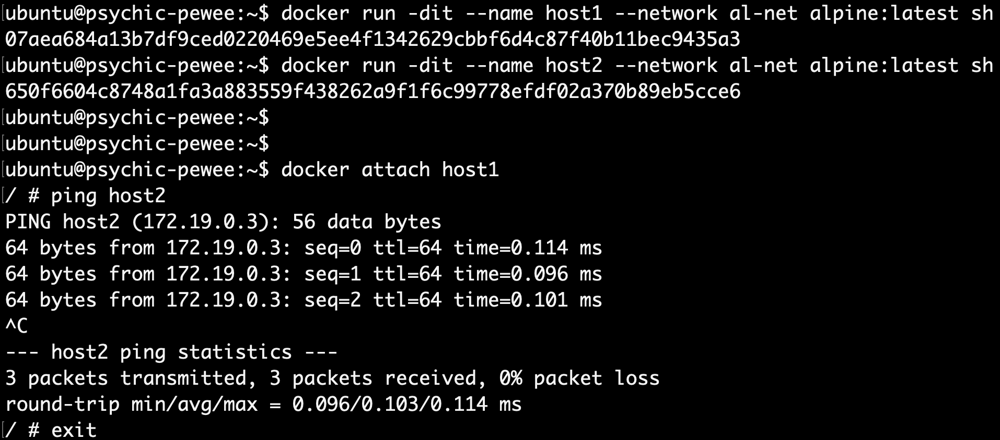 ubuntu@psychic-pewee:~$ docker run -dit --name host1 --network al-net alpine:latest sh
07aea684a13b7df9ced0220469e5ee4f1342629cbbf6d4c87f40b11bec9435a3
ubuntu@psychic-pewee:~$ docker run -dit --name host2 --network al-net alpine:latest sh
650f6604c8748a1fa3a883559f438262a9f1f6c99778efdf02a370b89eb5cce6
ubuntu@psychic-pewee:~$
ubuntu@psychic-pewee:~$
ubuntu@psychic-pewee:~$ docker attach host1
/ # ping host2
PING host2 (172.19.0.3): 56 data bytes
64 bytes from 172.19.0.3: seq=0 ttl=64 time=0.114 ms
64 bytes from 172.19.0.3: seq=1 ttl=64 time=0.096 ms
64 bytes from 172.19.0.3: seq=2 ttl=64 time=0.101 ms
^C
--- host2 ping statistics ---
3 packets transmitted, 3 packets received, 0% packet loss
round-trip min/avg/max = 0.096/0.103/0.114 ms
/ # exit